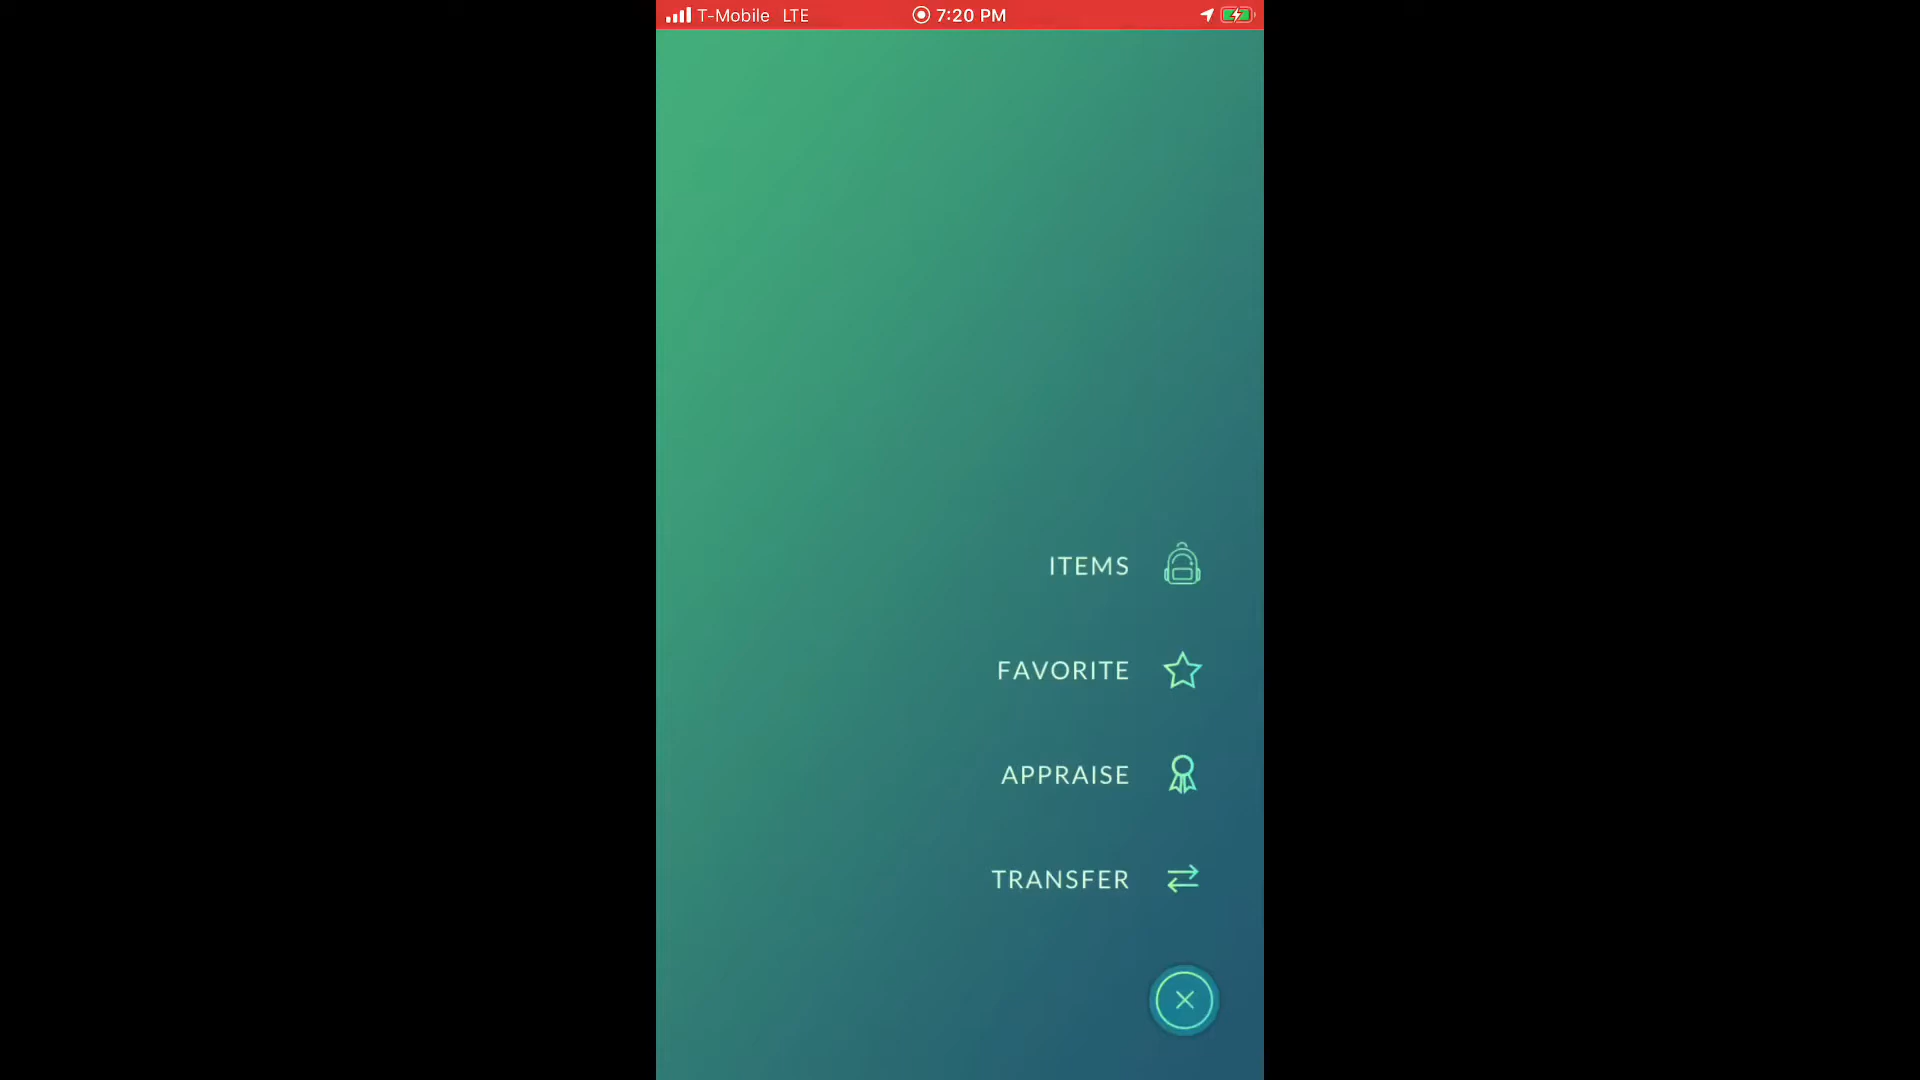 T-Mobile LTE 7:20 PM
ITEMS
FAVORITE
APPRAISE
TRANSFER